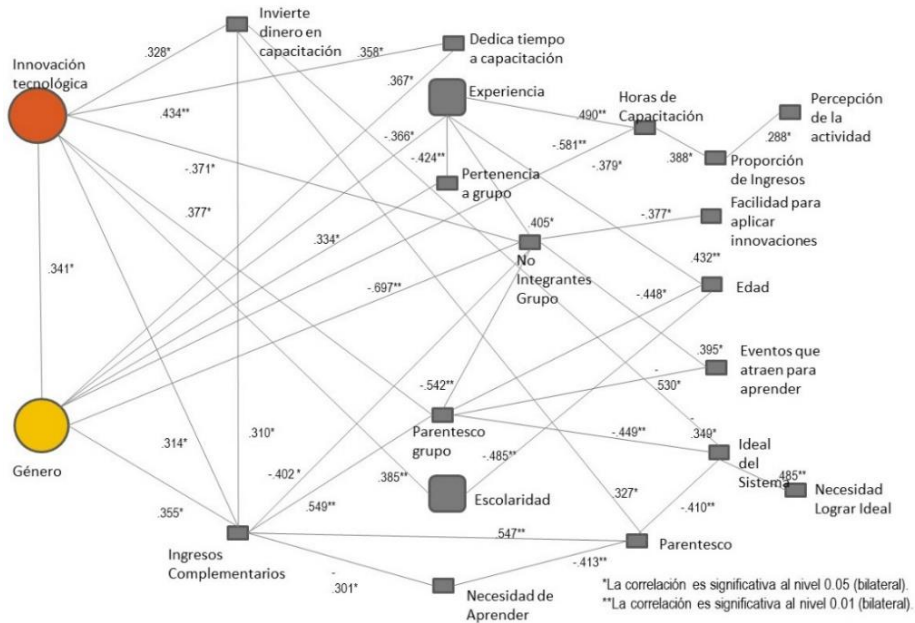 Invierte
dinero en
capacitación
Dedica tiempo
a capacitación
Innovación
tecnológica
.328*
.358*
.367*
Experiencia
Horas de
Capacitación
Percepción
de la
actividad
.434**
.490**
-.366*
-.581**
.288*
-.424**
-.379*
.388*
Proporción
de Ingresos
-.371*
Pertenencia
a grupo
.377*
Facilidad para
aplicar
innovaciones
-.377*
.405*
.334*
No
Integrantes
Grupo
.432**
.341*
-.697**
-.448*
Edad
.395*
Eventos que
atraen para
aprender
-.542**
-
.530*
Parentesco
grupo
-.449**
-
.349*
Ideal
del
Sistema
Género
.314*
.310*
-.402 *
.385**
-.485**
.485**
Necesidad
Lograr Ideal
.355*
.549**
Escolaridad
.327*
-.410**
Ingresos
Complementarios
.547**
Parentesco
-
.301*
-.413**
Necesidad de
Aprender
*La correlación es significativa al nivel 0.05 (bilateral).
**La correlación es significativa al nivel 0.01 (bilateral).